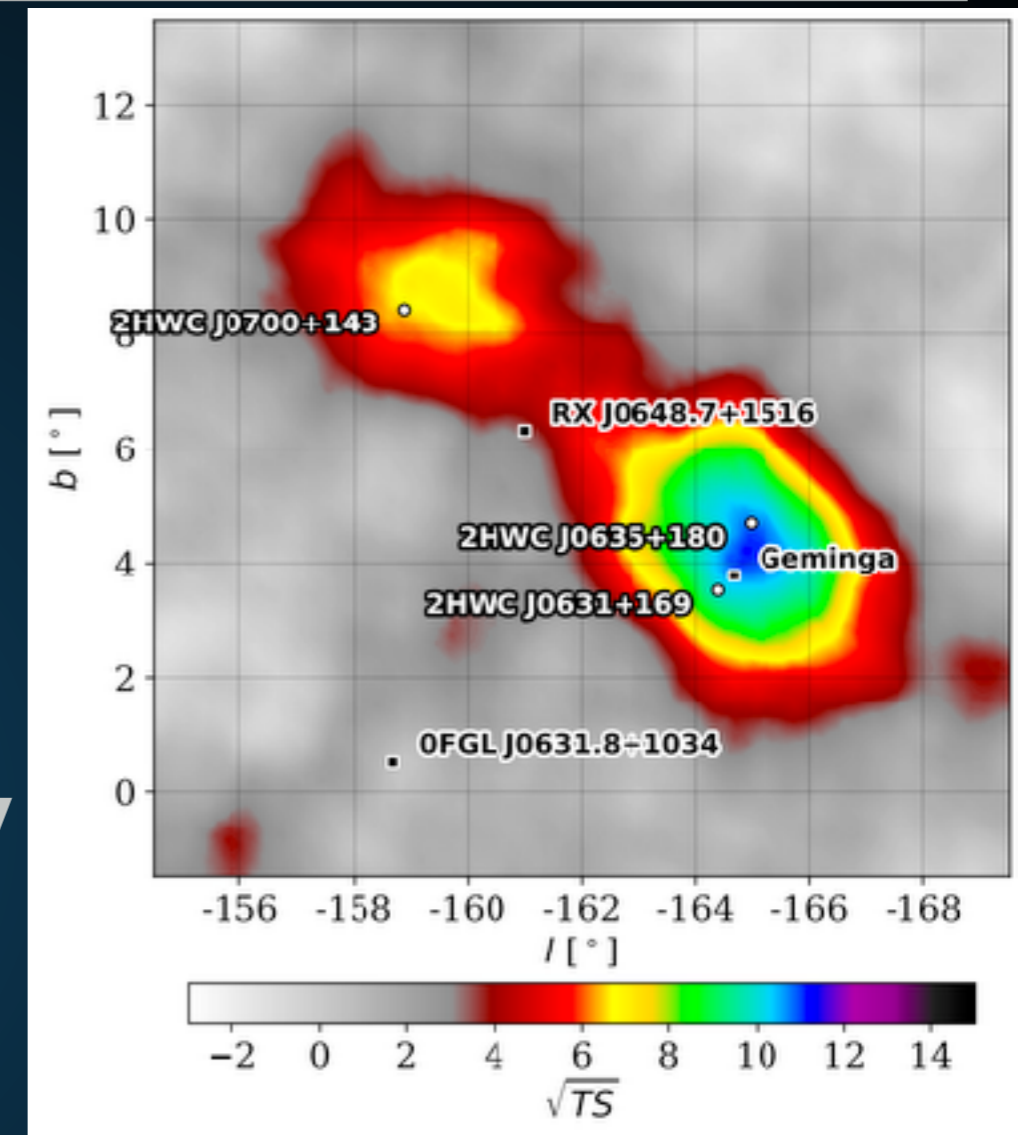 12
10
8
6
4
2
0
b [ ° ]
2HWC J0700+143
RX J0648.7+1516
2HWC J0635+180
Geminga
2HWC J0631+169
0FGL J0631.8+1034
-156 -158 -160 -162 -164 -166 -168
l [ ° ]
−2 0 2 4 6 8 10 12 14
√TS